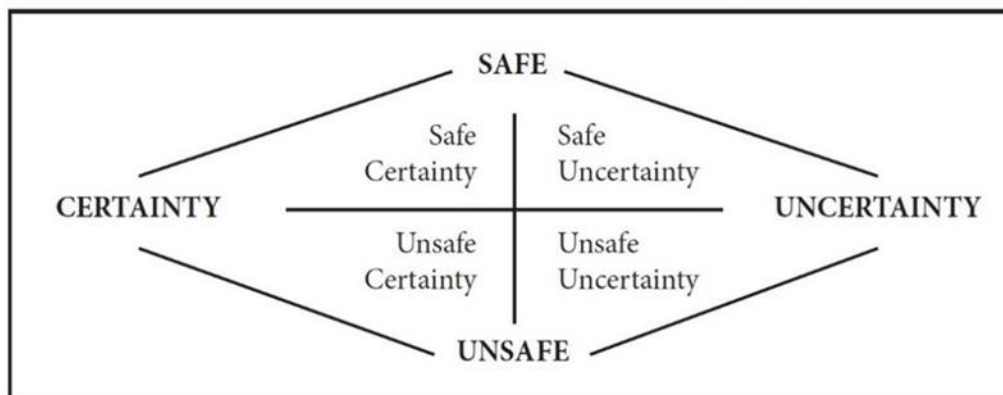 SAFE
Safe
Certainty
Safe
Uncertainty
CERTAINTY
UNCERTAINTY
Unsafe
Certainty
Unsafe
Uncertainty
UNSAFE